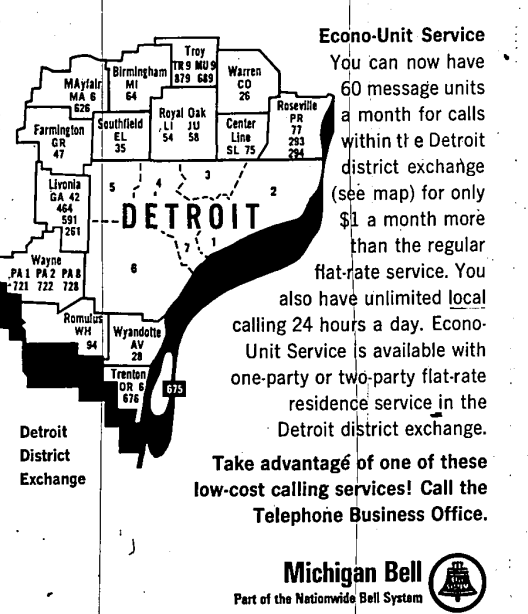 Econo-Unit Service
You can now have
60 message units
a month for calls
within the Detroit
district exchange
(see map) for only
$1 a month more
than the regular
flat-rate service. You
also have unlimited local
calling 24 hours a day. Econo-
Unit Service is available with
one-party or two-party flat-rate
residence service in the
Detroit district exchange.
Take advantage of one of these
low-cost calling services! Call the
Telephone Business Office.
Michigan Bell
Part of the Nationwide Bell System
Troy
TR 9 MU 9
879 689
Birmingham
MI
64
Warren
CO
26
MAyfair
MA 6
626
Roseville
PR
77
293
294
Royal Oak
LI JU
54 58
Southfield
EL
35
Center
Line
SL 75
Farmington
GR
47
Livonia
GA 42
464
591
261
5
4
3
2
DETROIT
7
1
6
Wayne
PA 1 PA 2 PA 8
721 722 728
Romulus
WH
94
Wyandotte
AV
28
Trenton
OR 6
676
675
Detroit
District
Exchange